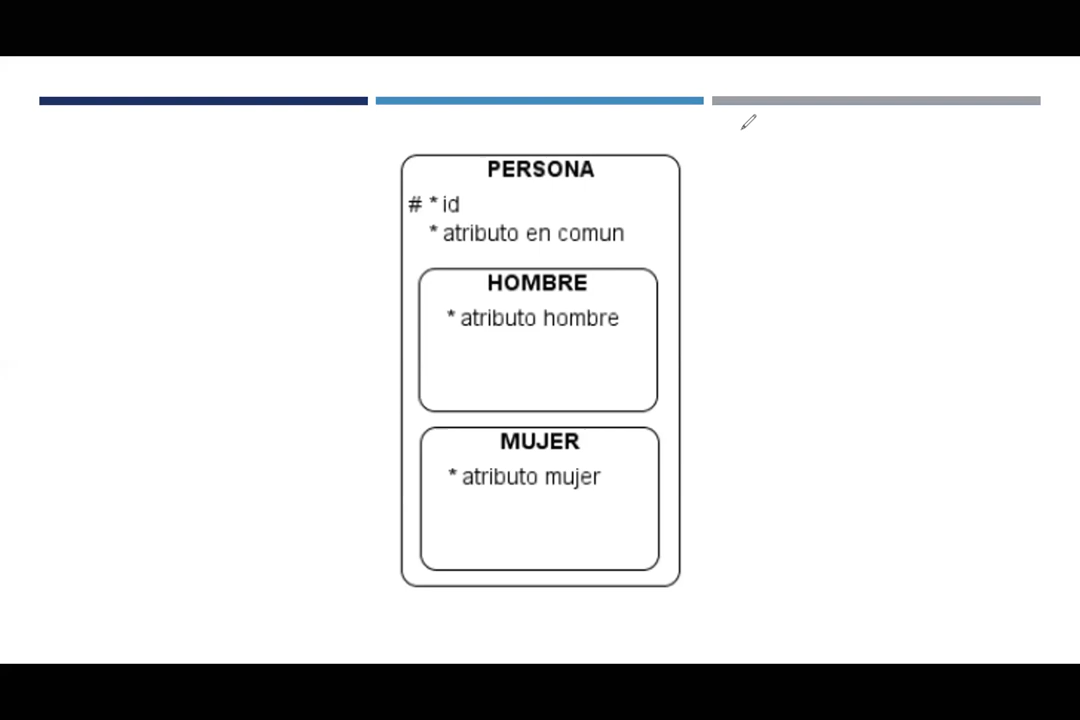 PERSONA
# * id
* atributo en comun
HOMBRE
* atributo hombre
MUJER
* atributo mujer